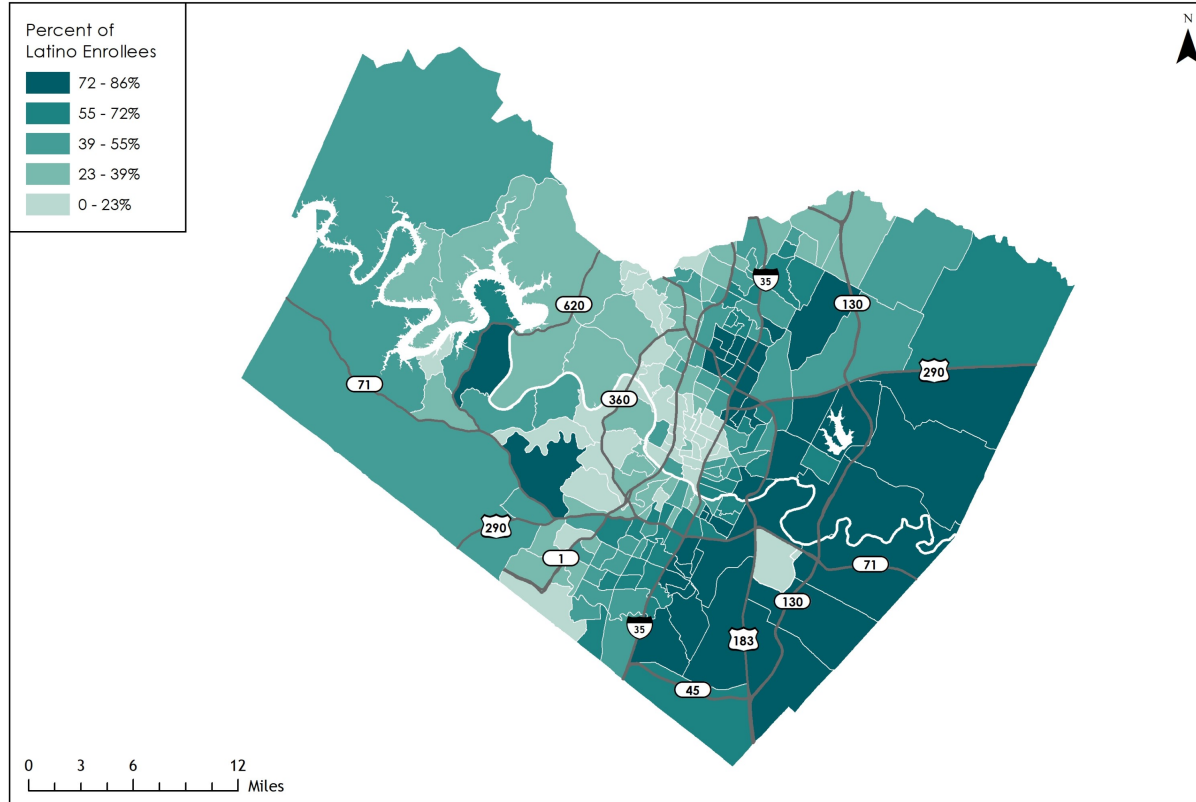 Percent of
Latino Enrollees
72 - 86%
55 - 72%
39 - 55%
23 - 39%
0 - 23%
N
35
620
130
290
71
360
290
1
71
130
35
183
45
0 3 6 12
Miles